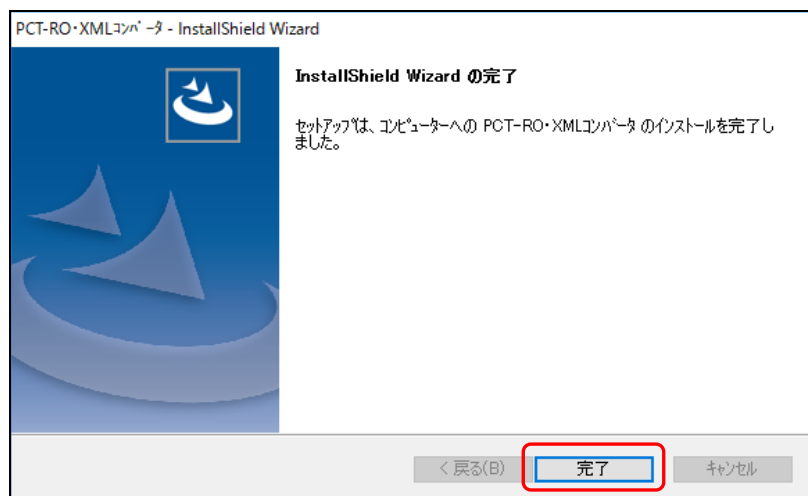 PCT-RO・XMLｺﾝﾊﾞｰﾀ - InstallShield Wizard
InstallShield Wizard の完了
セットアップは、コンピューターへの PCT-RO・XMLコンバータ のインストールを完了し
ました。
< 戻る(B)
完了
キャンセル